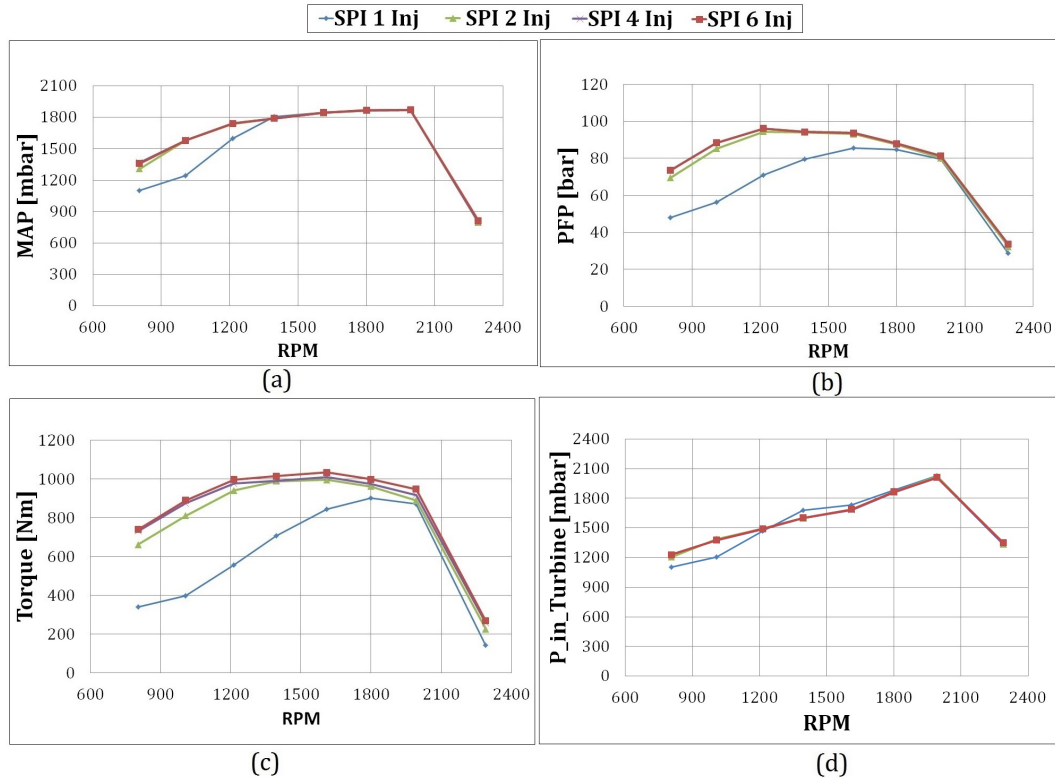 SPI 1 Inj SPI 2 Inj SPI 4 Inj SPI 6 Inj
MAP [mbar]
2100
1800
1500
1200
900
600
300
0
600 900 1200 1500 1800 2100 2400
RPM
(a)
PFP [bar]
120
100
80
60
40
20
0
600 900 1200 1500 1800 2100 2400
RPM
(b)
Torque [Nm]
1200
1000
800
600
400
200
0
600 900 1200 1500 1800 2100 2400
RPM
(c)
P_in_Turbine [mbar]
2400
2100
1800
1500
1200
900
600
300
0
600 900 1200 1500 1800 2100 2400
RPM
(d)